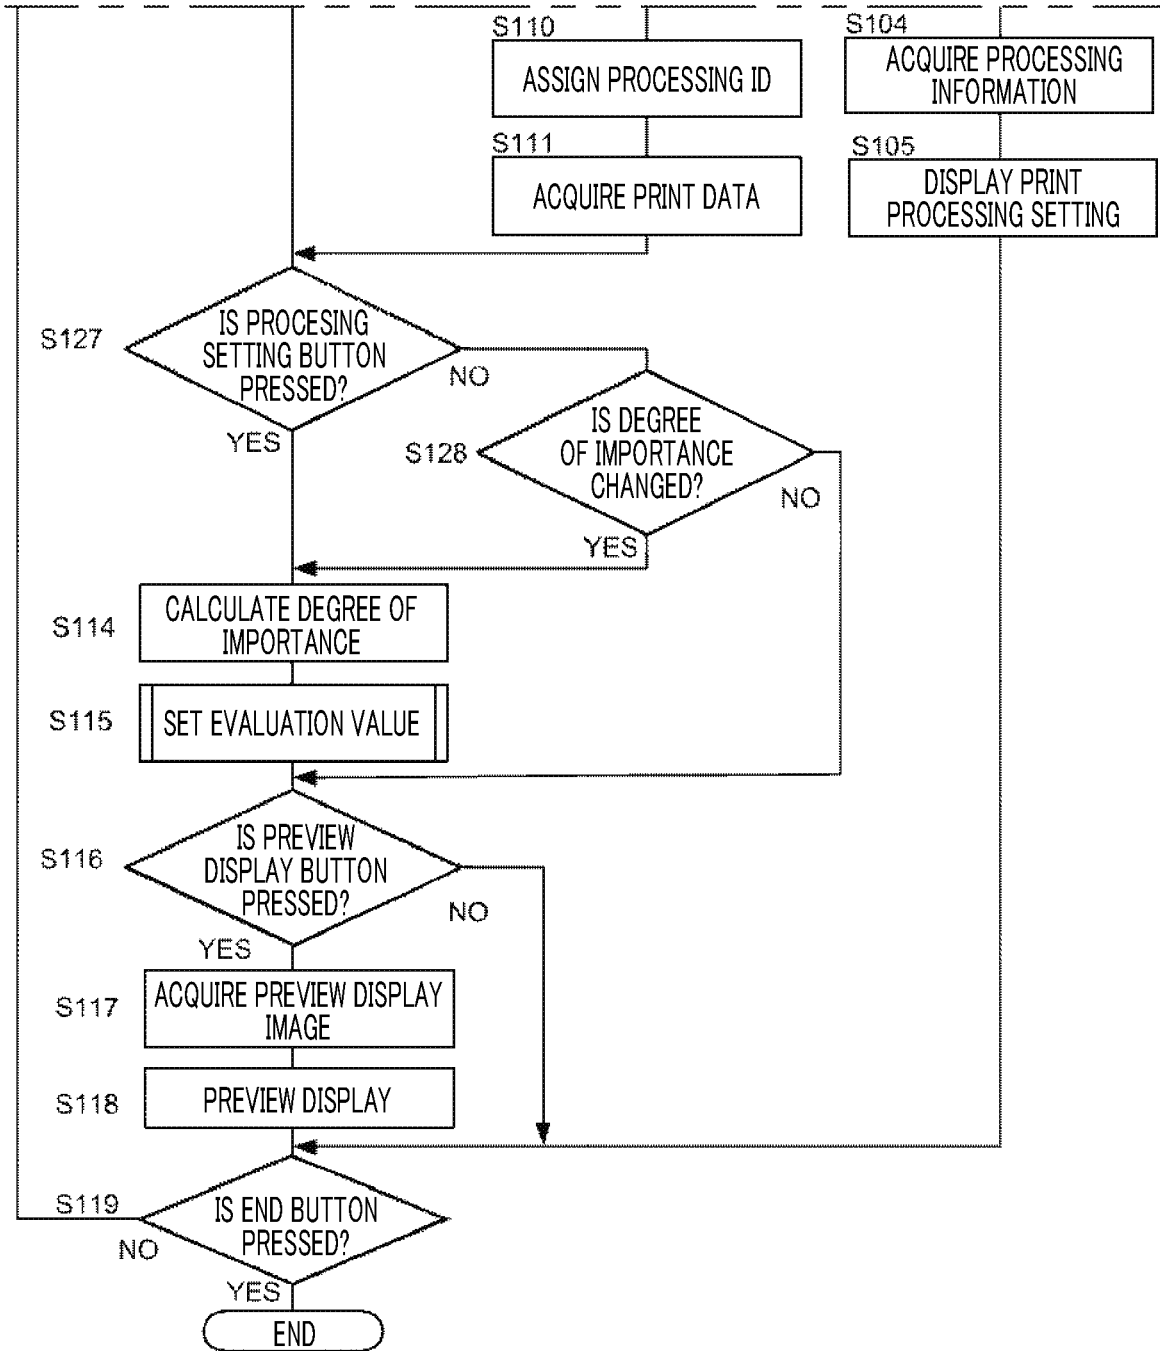 S110
ASSIGN PROCESSING ID
S104
ACQUIRE PROCESSING
INFORMATION
S111
ACQUIRE PRINT DATA
S105
DISPLAY PRINT
PROCESSING SETTING
S127
IS PROCESING
SETTING BUTTON
PRESSED?
NO
YES
S128
IS DEGREE
OF IMPORTANCE
CHANGED?
NO
YES
S114
CALCULATE DEGREE OF
IMPORTANCE
S115
SET EVALUATION VALUE
S116
IS PREVIEW
DISPLAY BUTTON
PRESSED?
NO
YES
S117
ACQUIRE PREVIEW DISPLAY
IMAGE
S118
PREVIEW DISPLAY
S119
IS END BUTTON
PRESSED?
NO
YES
END